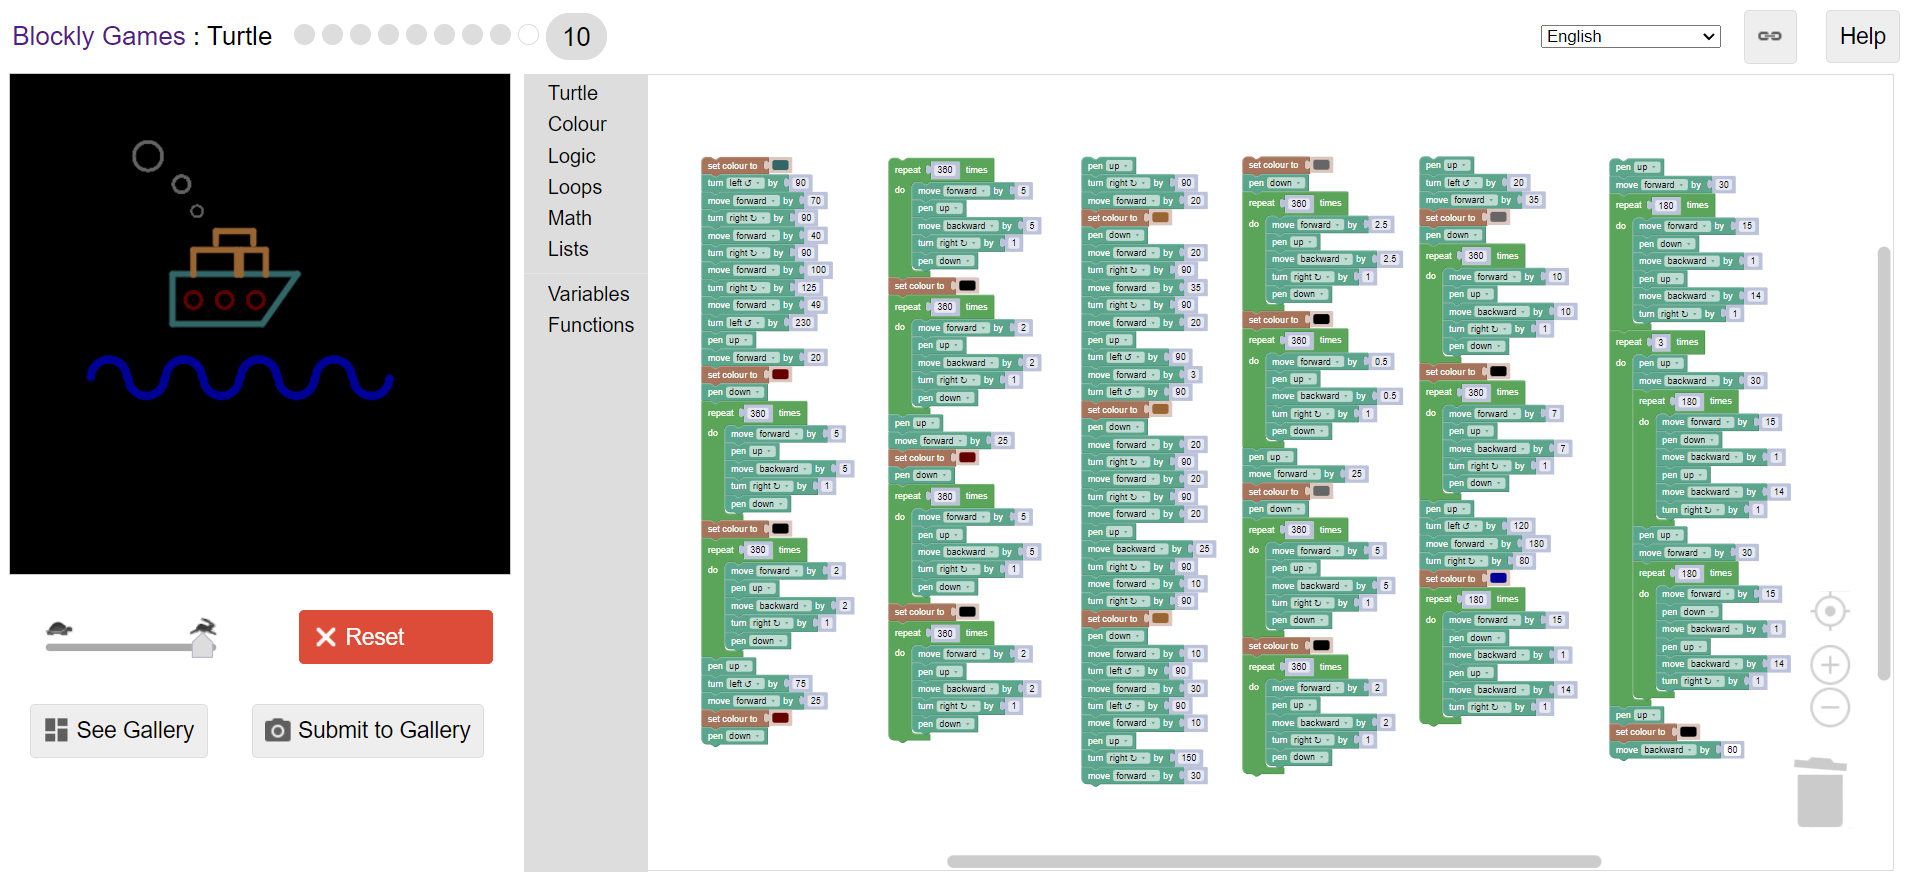 Blockly Games : Turtle 10 English Help
Turtle
Colour
Logic
Loops
Math
Lists
Variables
Functions
Reset
See Gallery
Submit to Gallery
set colour to
turn left ↺ by 90
move forward by 70
turn right ↻ by 90
move forward by 40
turn right ↻ by 90
move forward by 100
turn right ↻ by 125
move forward by 49
turn left ↺ by 230
pen up
move forward by 20
set colour to
pen down
repeat 360 times
do move forward by 5
pen up
move backward by 5
turn right ↻ by 1
pen down
set colour to
repeat 360 times
do move forward by 2
pen up
move backward by 2
turn right ↻ by 1
pen down
pen up
turn left ↺ by 75
move forward by 25
set colour to
pen down
repeat 360 times
do move forward by 5
pen up
move backward by 5
turn right ↻ by 1
pen down
set colour to
repeat 360 times
do move forward by 2
pen up
move backward by 2
turn right ↻ by 1
pen down
pen up
move forward by 25
set colour to
pen down
repeat 360 times
do move forward by 5
pen up
move backward by 5
turn right ↻ by 1
pen down
set colour to
repeat 360 times
do move forward by 2
pen up
move backward by 2
turn right ↻ by 1
pen down
pen up
turn right ↻ by 90
move forward by 20
set colour to
pen down
move forward by 20
turn right ↻ by 90
move forward by 35
turn right ↻ by 90
move forward by 20
pen up
turn left ↺ by 90
move forward by 3
turn left ↺ by 90
set colour to
pen down
move forward by 20
turn right ↻ by 90
move forward by 20
turn right ↻ by 90
move forward by 20
pen up
move backward by 25
turn right ↻ by 90
move forward by 10
turn right ↻ by 90
set colour to
pen down
move forward by 10
turn left ↺ by 90
move forward by 30
turn left ↺ by 90
move forward by 10
pen up
turn right ↻ by 150
move forward by 30
set colour to
pen down
repeat 360 times
do move forward by 2.5
pen up
move backward by 2.5
turn right ↻ by 1
pen down
set colour to
repeat 360 times
do move forward by 0.5
pen up
move backward by 0.5
turn right ↻ by 1
pen down
pen up
move forward by 25
set colour to
pen down
repeat 360 times
do move forward by 5
pen up
move backward by 5
turn right ↻ by 1
pen down
set colour to
repeat 360 times
do move forward by 2
pen up
move backward by 2
turn right ↻ by 1
pen down
pen up
turn left ↺ by 20
move forward by 35
set colour to
pen down
repeat 360 times
do move forward by 10
pen up
move backward by 10
turn right ↻ by 1
pen down
set colour to
repeat 360 times
do move forward by 7
pen up
move backward by 7
turn right ↻ by 1
pen down
pen up
turn left ↺ by 120
move forward by 180
turn right ↻ by 80
set colour to
repeat 180 times
do move forward by 15
pen down
move backward by 1
pen up
move backward by 14
turn right ↻ by 1
pen up
move forward by 30
repeat 180 times
do move forward by 15
pen down
move backward by 1
pen up
move backward by 14
turn right ↻ by 1
repeat 3 times
do pen up
move backward by 30
repeat 180 times
do move forward by 15
pen down
move backward by 1
pen up
move backward by 14
turn right ↻ by 1
pen up
move forward by 30
repeat 180 times
do move forward by 15
pen down
move backward by 1
pen up
move backward by 14
turn right ↻ by 1
pen up
set colour to
move backward by 60